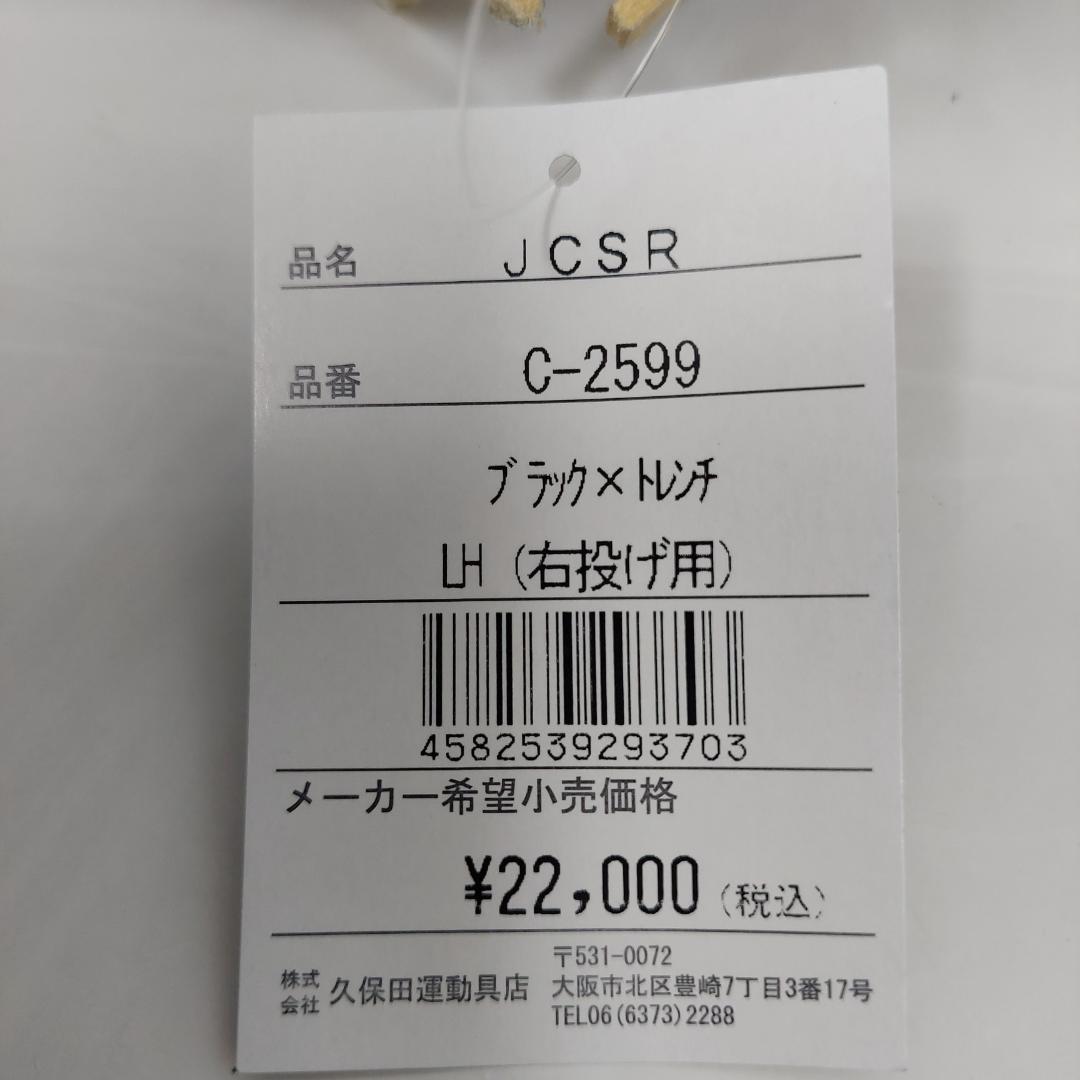 品名 JCSR
品番 C-2599
ブラック×トレンチ
LH (右投げ用)
4582539293703
メーカー希望小売価格
¥22,000 (税込)
株式会社 久保田運動具店
〒531-0072
大阪市北区豊崎7丁目3番17号
TEL06(6373)2288